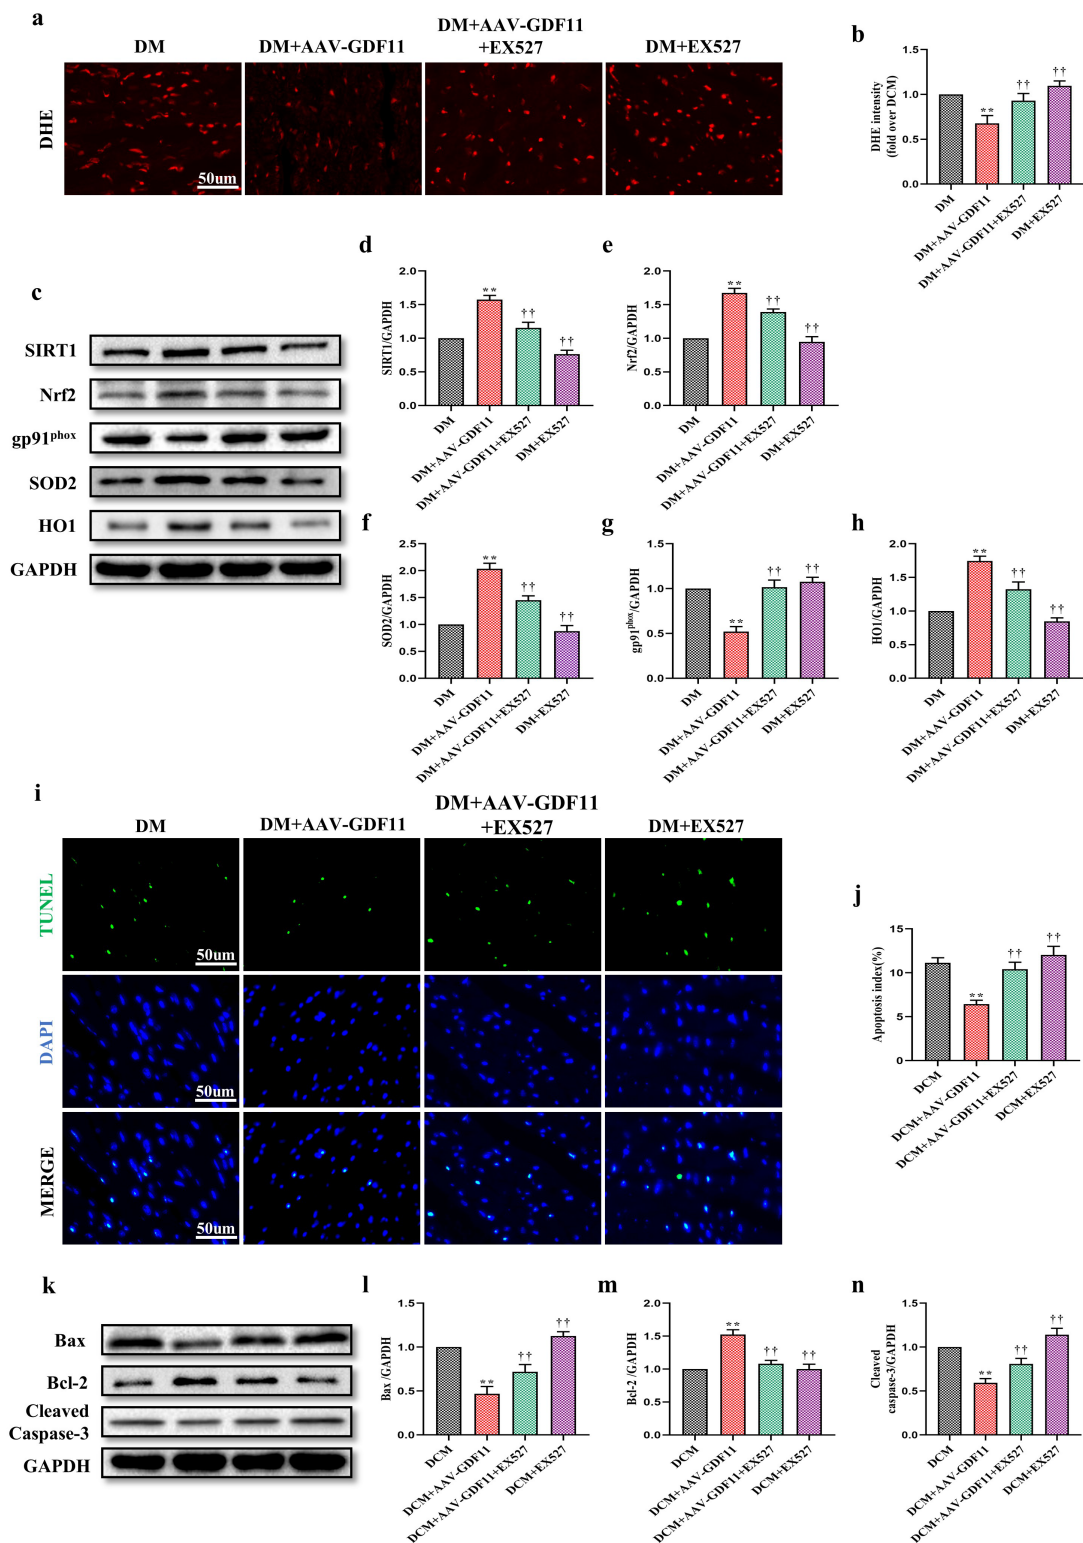 a
DM
DM+AAV-GDF11
DM+AAV-GDF11
+EX527
DM+EX527
DHE
50um
b
DHE intensity
(fold over DCM)
1.5
1.0
0.5
0.0
**
††
††
DM
DM+AAV-GDF11
DM+AAV-GDF11+EX527
DM+EX527
c
SIRT1
Nrf2
gp91phox
SOD2
HO1
GAPDH
d
SIRT1/GAPDH
2.0
1.5
1.0
0.5
0.0
**
††
††
DM
DM+AAV-GDF11
DM+AAV-GDF11+EX527
DM+EX527
e
Nrf2/GAPDH
2.0
1.5
1.0
0.5
0.0
**
††
††
DM
DM+AAV-GDF11
DM+AAV-GDF11+EX527
DM+EX527
f
SOD2/GAPDH
2.5
2.0
1.5
1.0
0.5
0.0
**
††
††
DM
DM+AAV-GDF11
DM+AAV-GDF11+EX527
DM+EX527
g
gp91phox/GAPDH
1.5
1.0
0.5
0.0
**
††
††
DM
DM+AAV-GDF11
DM+AAV-GDF11+EX527
DM+EX527
h
HO1/GAPDH
2.0
1.5
1.0
0.5
0.0
**
††
††
DM
DM+AAV-GDF11
DM+AAV-GDF11+EX527
DM+EX527
i
DM
DM+AAV-GDF11
DM+AAV-GDF11
+EX527
DM+EX527
TUNEL
50um
DAPI
50um
MERGE
50um
j
Apoptosis index(%)
15
10
5
0
**
††
††
DCM
DCM+AAV-GDF11
DCM+AAV-GDF11+EX527
DCM+EX527
k
Bax
Bcl-2
Cleaved
Caspase-3
GAPDH
l
Bax /GAPDH
1.5
1.0
0.5
0.0
**
††
††
DCM
DCM+AAV-GDF11
DCM+AAV-GDF11+EX527
DCM+EX527
m
Bcl-2 /GAPDH
2.0
1.5
1.0
0.5
0.0
**
††
††
DCM
DCM+AAV-GDF11
DCM+AAV-GDF11+EX527
DCM+EX527
n
Cleaved
caspase-3/GAPDH
1.5
1.0
0.5
0.0
**
††
††
DCM
DCM+AAV-GDF11
DCM+AAV-GDF11+EX527
DCM+EX527